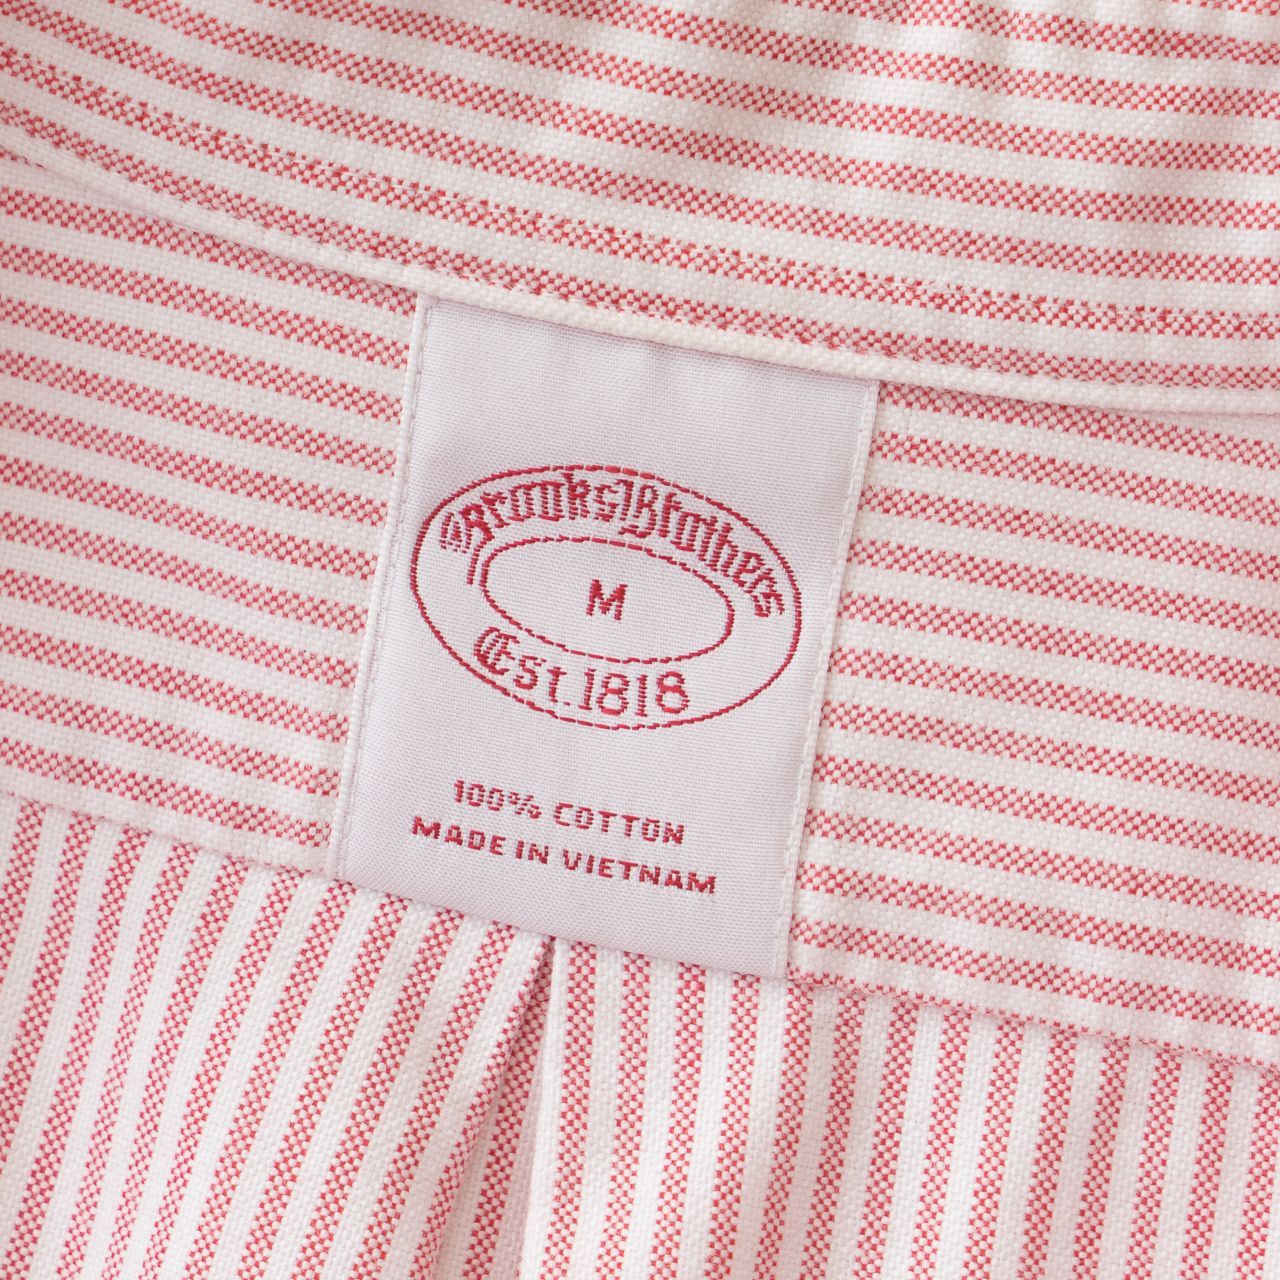 Brooks Brothers
M
Est. 1818
100% COTTON
MADE IN VIETNAM